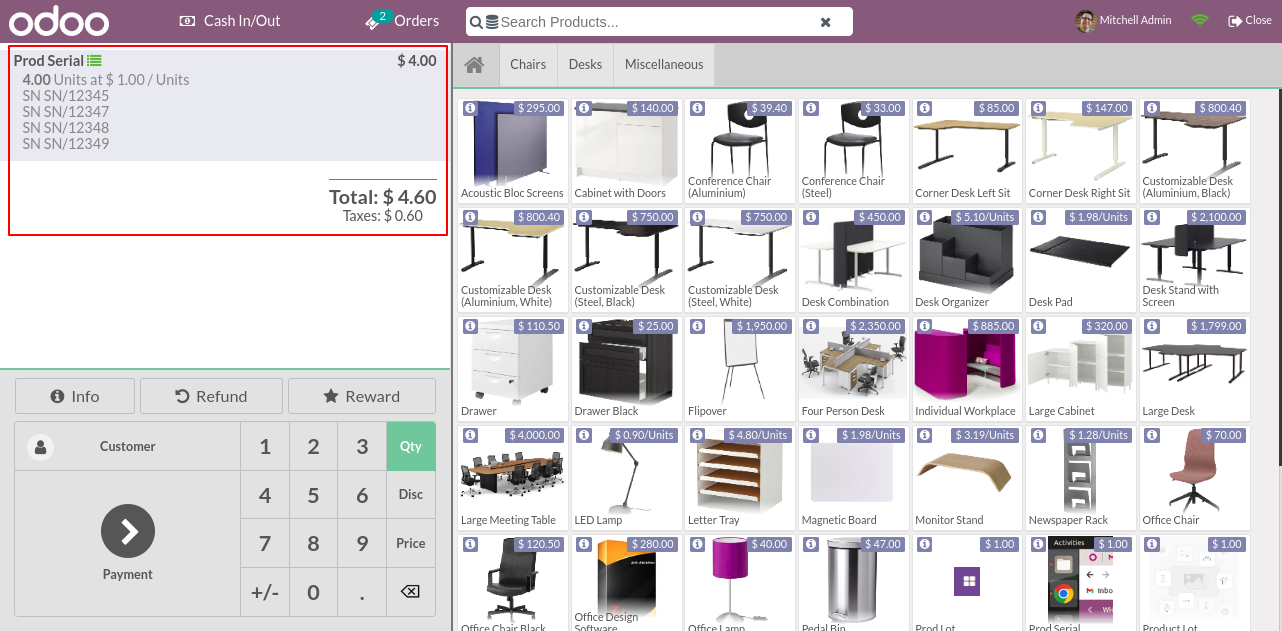 odoo
Cash In/Out
2
Orders
Search Products...
Mitchell Admin
Close
Prod Serial
$ 4.00
4.00 Units at $ 1.00 / Units
SN SN/12345
SN SN/12347
SN SN/12348
SN SN/12349
Total: $ 4.60
Taxes: $ 0.60
Info
Refund
Reward
Customer
1
2
3
Qty
4
5
6
Disc
7
8
9
Price
Payment
+/-
0
.
Chairs
Desks
Miscellaneous
$ 295.00
Acoustic Bloc Screens
$ 140.00
Cabinet with Doors
$ 39.40
Conference Chair
(Aluminium)
$ 33.00
Conference Chair
(Steel)
$ 85.00
Corner Desk Left Sit
$ 147.00
Corner Desk Right Sit
$ 800.40
Customizable Desk
(Aluminium, Black)
$ 800.40
Customizable Desk
(Aluminium, White)
$ 750.00
Customizable Desk
(Steel, Black)
$ 750.00
Customizable Desk
(Steel, White)
$ 450.00
Desk Combination
$ 5.10/Units
Desk Organizer
$ 1.98/Units
Desk Pad
$ 2,100.00
Desk Stand with
Screen
$ 110.50
Drawer
$ 25.00
Drawer Black
$ 1,950.00
Flipover
$ 2,350.00
Four Person Desk
$ 885.00
Individual Workplace
$ 320.00
Large Cabinet
$ 1,799.00
Large Desk
$ 4,000.00
Large Meeting Table
$ 0.90/Units
LED Lamp
$ 4.80/Units
Letter Tray
$ 1.98/Units
Magnetic Board
$ 3.19/Units
Monitor Stand
$ 1.28/Units
Newspaper Rack
$ 70.00
Office Chair
$ 120.50
Office Chair Black
$ 280.00
Office Design
Software
$ 40.00
Office Lamp
$ 47.00
Pedal Bin
$ 1.00
Prod Lot
Activities
$ 1.00
Inbo
Prod Serial
$ 1.00
Product Lot